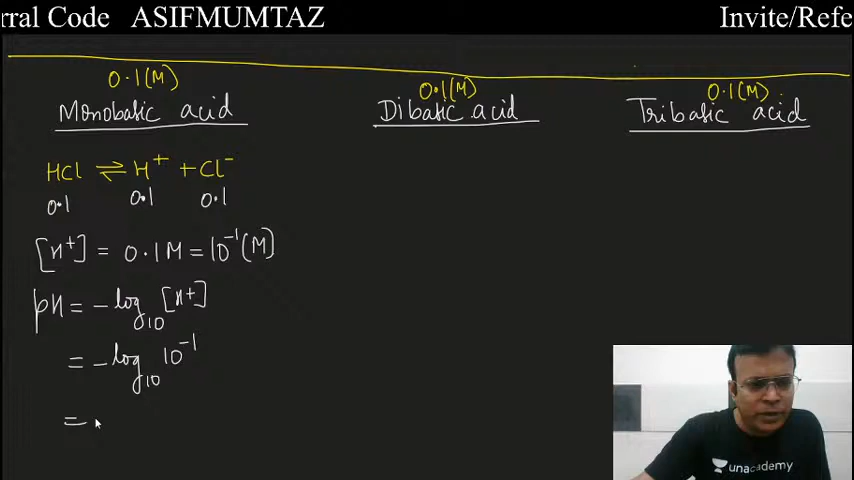 rral Code ASIFMUMTAZ
Invite/Refe
0.1(M)
Monobasic acid
0.1(M)
Dibasic acid
0.1(M)
Tribasic acid
HCl ⇌ H⁺ + Cl⁻
0.1 0.1 0.1
[H⁺] = 0.1M = 10⁻¹(M)
pH = -log₁₀[H⁺]
= -log₁₀ 10⁻¹
=
unacademy